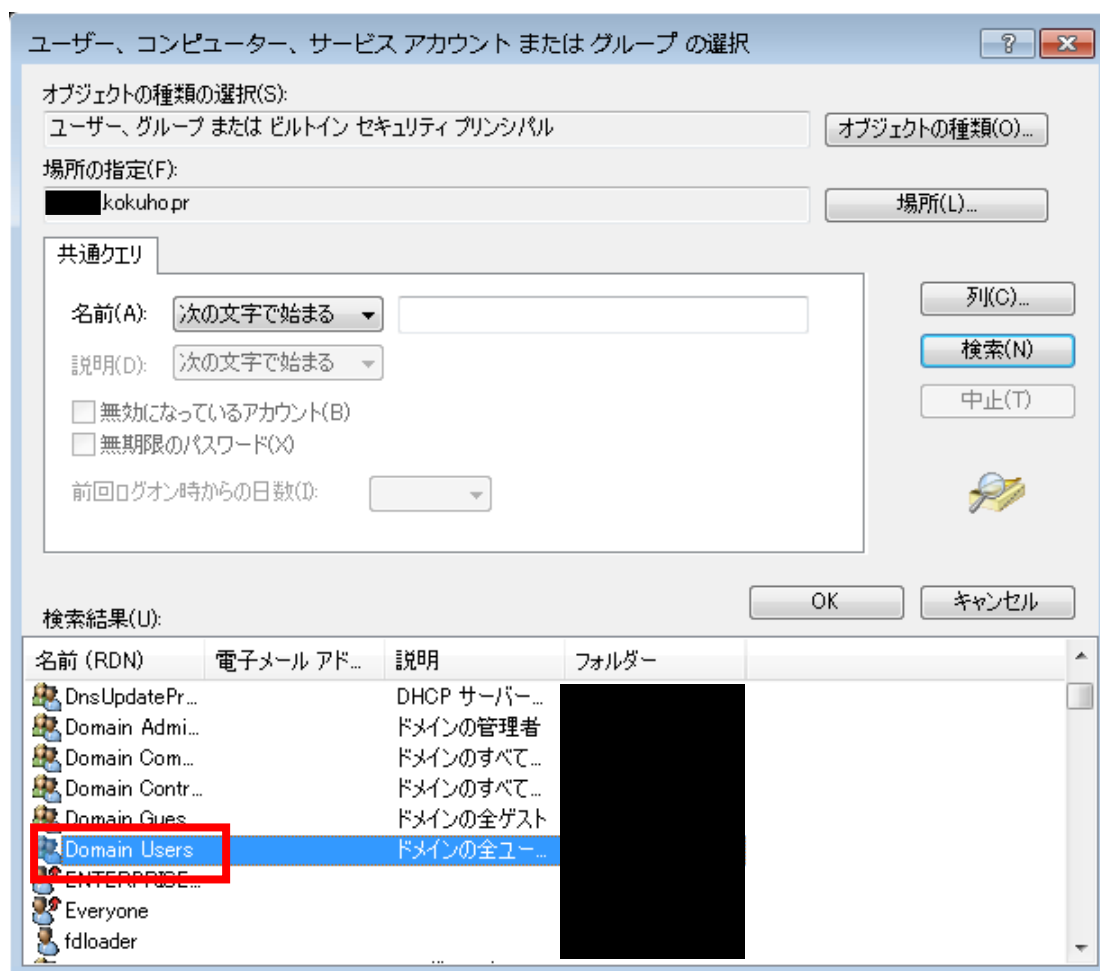 ユーザー、コンピューター、サービス アカウント または グループ の選択
オブジェクトの種類の選択(S):
ユーザー、グループ または ビルトイン セキュリティ プリンシパル
オブジェクトの種類(O)...
場所の指定(F):
.kokuho.pr
場所(L)...
共通クエリ
名前(A):
次の文字で始まる
列(C)...
説明(D):
次の文字で始まる
検索(N)
無効になっているアカウント(B)
中止(T)
無期限のパスワード(X)
前回ログオン時からの日数(I):
OK
キャンセル
検索結果(U):
名前 (RDN) 電子メール アド... 説明 フォルダー
DnsUpdatePr... DHCP サーバー...
Domain Admi... ドメインの管理者
Domain Com... ドメインのすべて...
Domain Contr... ドメインのすべて...
Domain Gues ドメインの全ゲスト
Domain Users ドメインの全ユー...
ENTERPRISE...
Everyone
fdloader